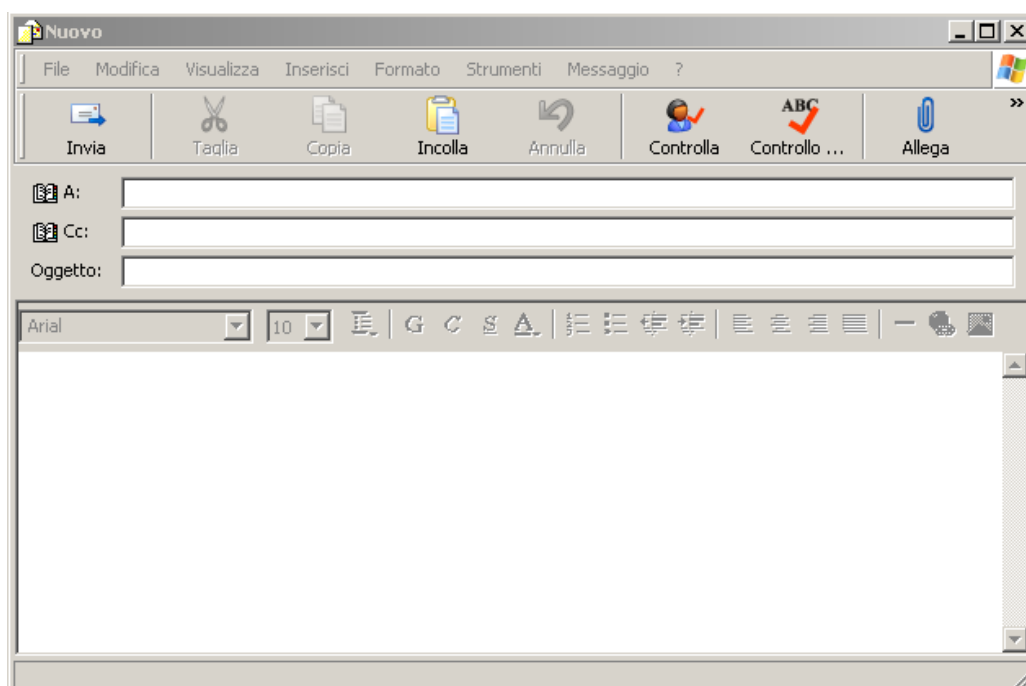 Nuovo
File Modifica Visualizza Inserisci Formato Strumenti Messaggio ?
ABC
Invia Taglia Copia Incolla Annulla Controlla Controllo ... Allega
A:
Cc:
Oggetto:
Arial 10 G C S A